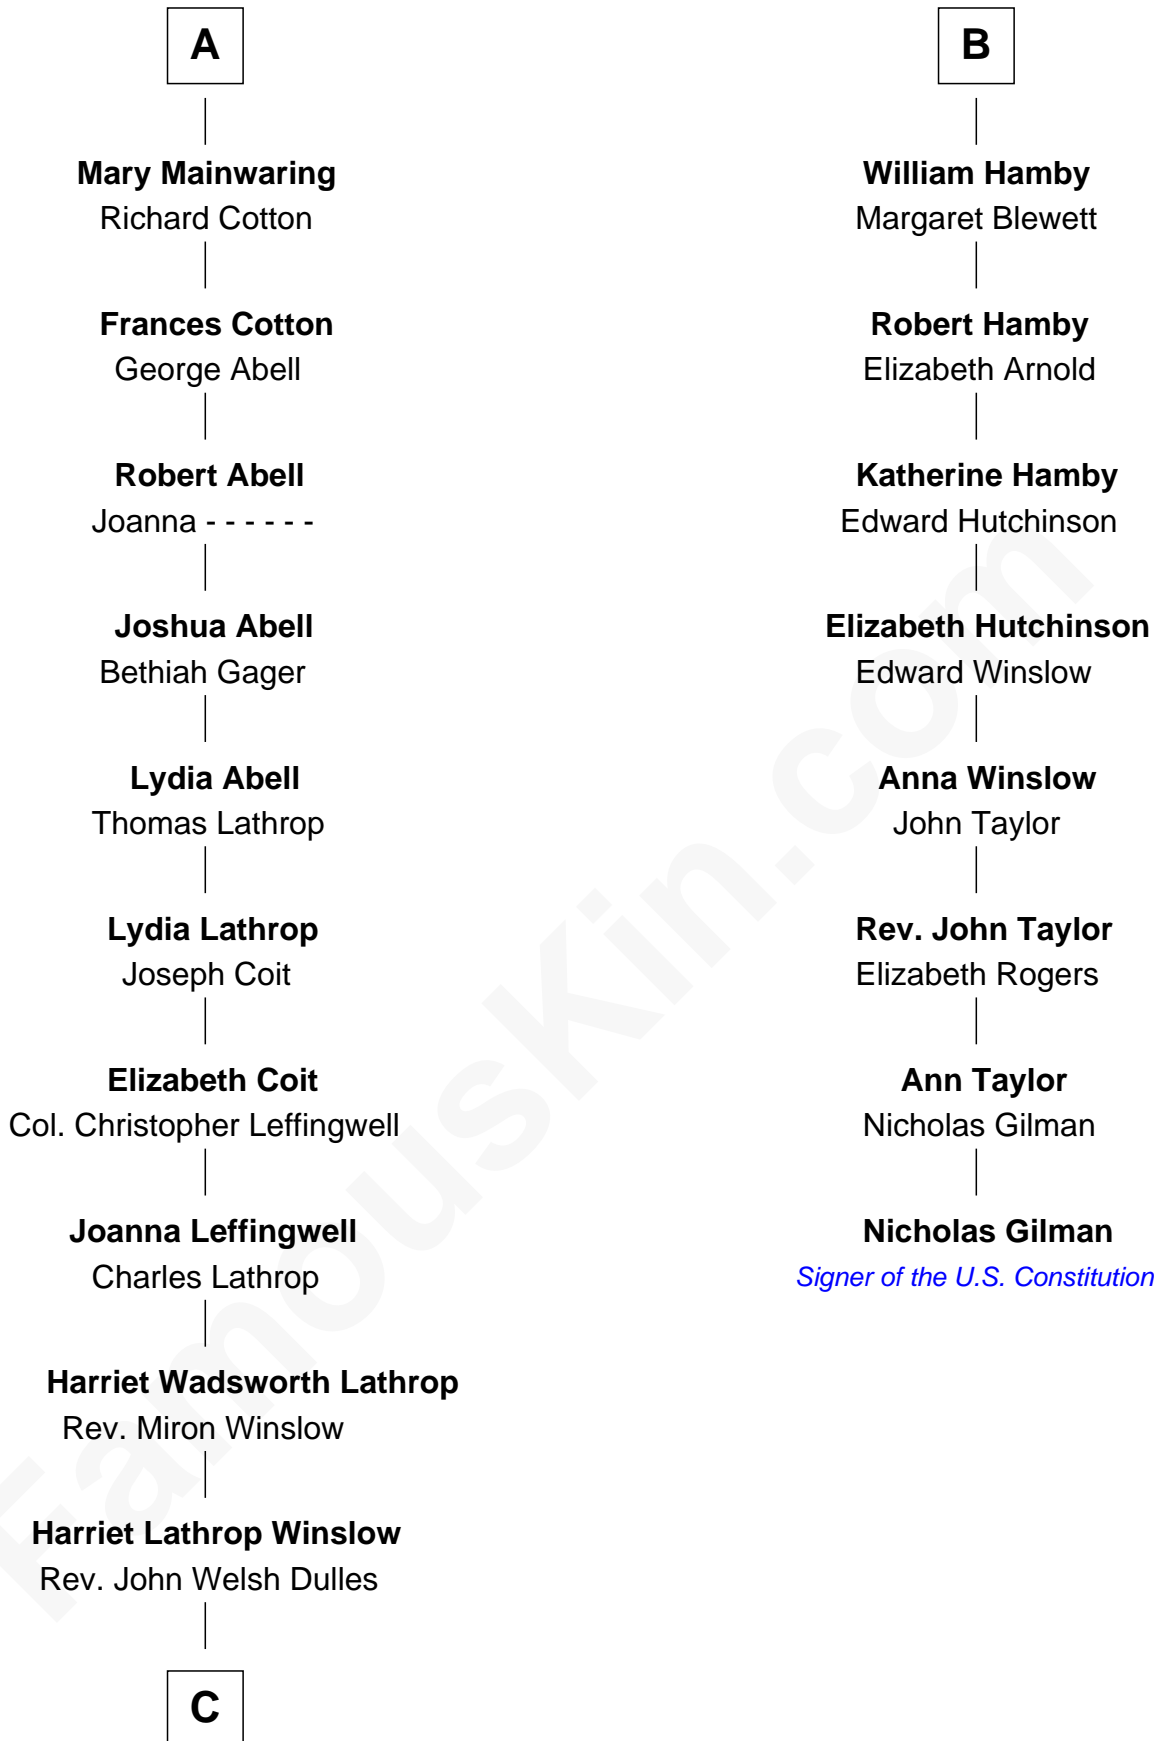 A
Mary Mainwaring
Richard Cotton
Frances Cotton
George Abell
Robert Abell
Joanna - - - - - -
Joshua Abell
Bethiah Gager
Lydia Abell
Thomas Lathrop
Lydia Lathrop
Joseph Coit
Elizabeth Coit
Col. Christopher Leffingwell
Joanna Leffingwell
Charles Lathrop
Harriet Wadsworth Lathrop
Rev. Miron Winslow
Harriet Lathrop Winslow
Rev. John Welsh Dulles
C
B
William Hamby
Margaret Blewett
Robert Hamby
Elizabeth Arnold
Katherine Hamby
Edward Hutchinson
Elizabeth Hutchinson
Edward Winslow
Anna Winslow
John Taylor
Rev. John Taylor
Elizabeth Rogers
Ann Taylor
Nicholas Gilman
Nicholas Gilman
Signer of the U.S. Constitution
FamousKin.com